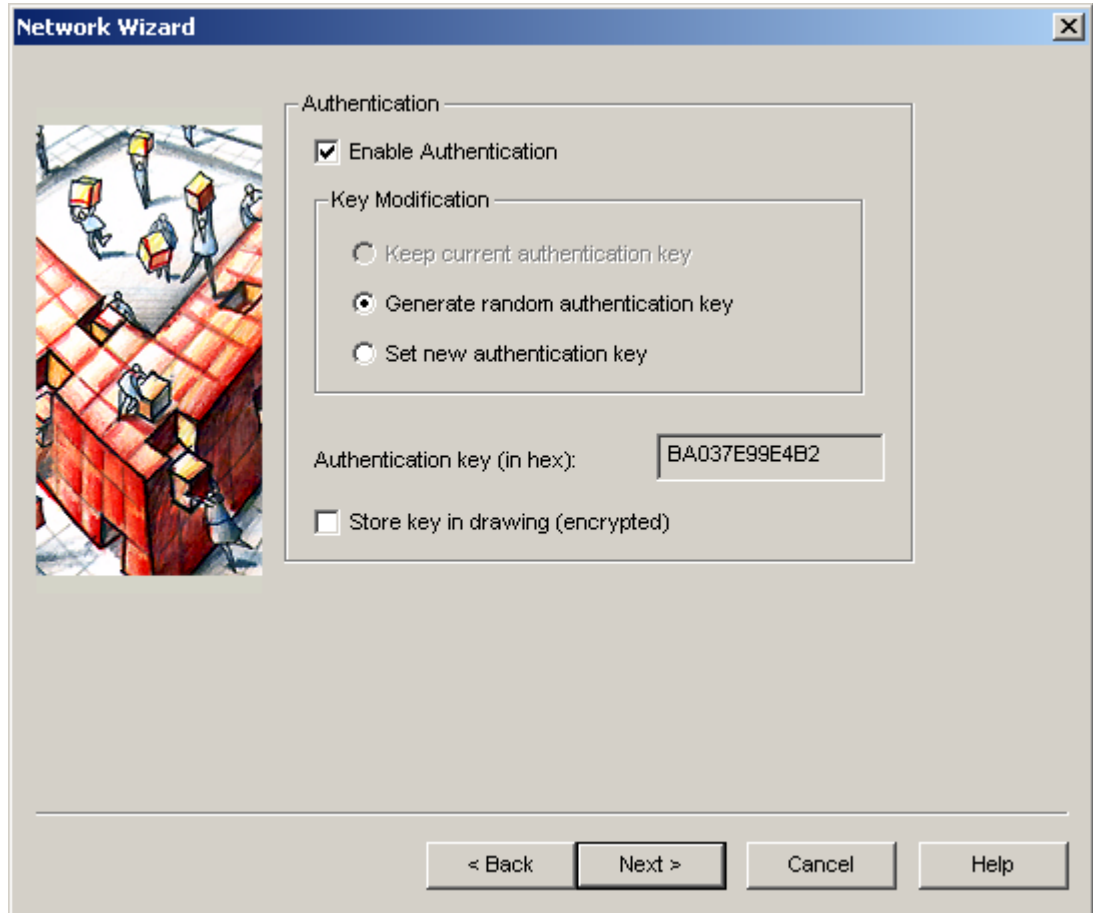 Network Wizard
Authentication
Enable Authentication
Key Modification
Keep current authentication key
Generate random authentication key
Set new authentication key
Authentication key (in hex): BA037E99E4B2
Store key in drawing (encrypted)
< Back Next > Cancel Help